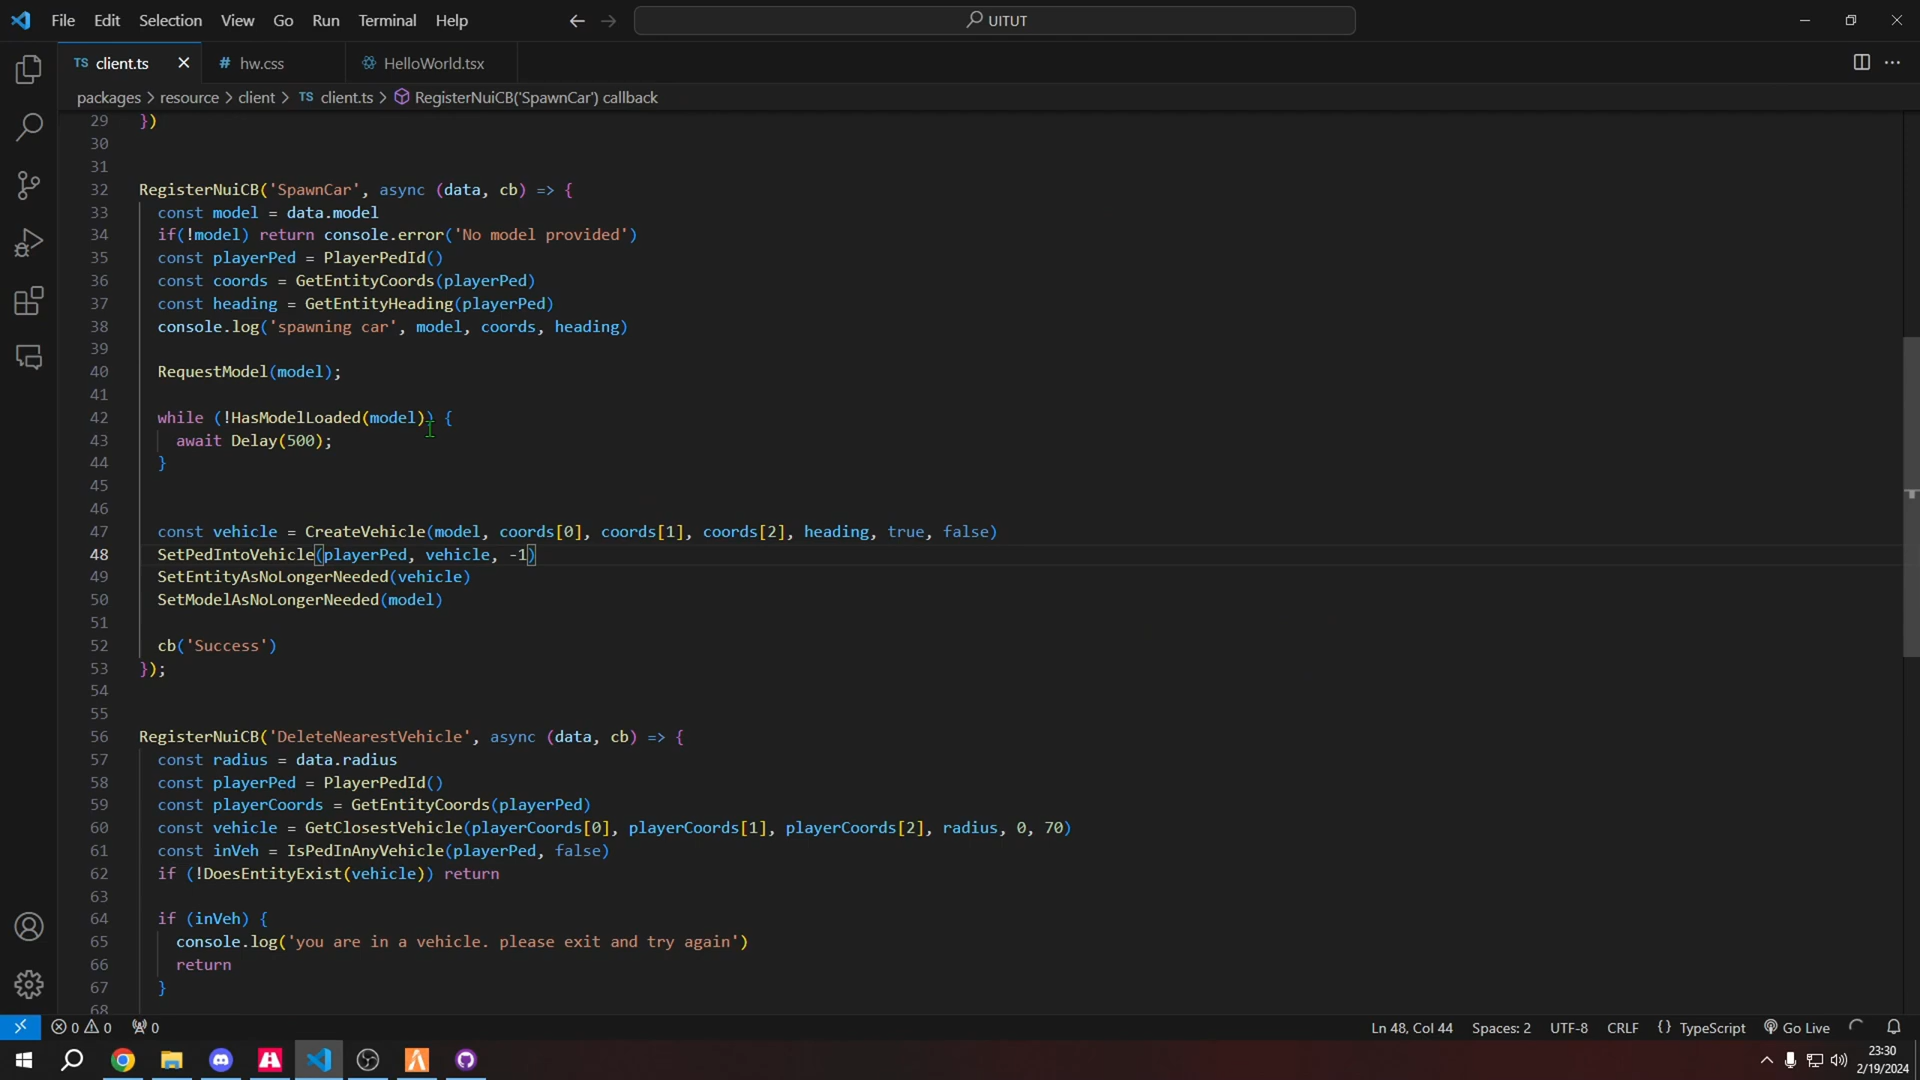 File Edit Selection View Go Run Terminal Help
UITUT
TS client.ts
# hw.css
HelloWorld.tsx
packages > resource > client > TS client.ts > RegisterNuiCB('SpawnCar') callback
29 })
30
31
32 RegisterNuiCB('SpawnCar', async (data, cb) => {
33 const model = data.model
34 if(!model) return console.error('No model provided')
35 const playerPed = PlayerPedId()
36 const coords = GetEntityCoords(playerPed)
37 const heading = GetEntityHeading(playerPed)
38 console.log('spawning car', model, coords, heading)
39
40 RequestModel(model);
41
42 while (!HasModelLoaded(model)) {
43 await Delay(500);
44 }
45
46
47 const vehicle = CreateVehicle(model, coords[0], coords[1], coords[2], heading, true, false)
48 SetPedIntoVehicle(playerPed, vehicle, -1)
49 SetEntityAsNoLongerNeeded(vehicle)
50 SetModelAsNoLongerNeeded(model)
51
52 cb('Success')
53 });
54
55
56 RegisterNuiCB('DeleteNearestVehicle', async (data, cb) => {
57 const radius = data.radius
58 const playerPed = PlayerPedId()
59 const playerCoords = GetEntityCoords(playerPed)
60 const vehicle = GetClosestVehicle(playerCoords[0], playerCoords[1], playerCoords[2], radius, 0, 70)
61 const inVeh = IsPedInAnyVehicle(playerPed, false)
62 if (!DoesEntityExist(vehicle)) return
63
64 if (inVeh) {
65 console.log('you are in a vehicle. please exit and try again')
66 return
67 }
68
0 0 0
Ln 48, Col 44 Spaces: 2 UTF-8 CRLF {} TypeScript Go Live
23:30
2/19/2024